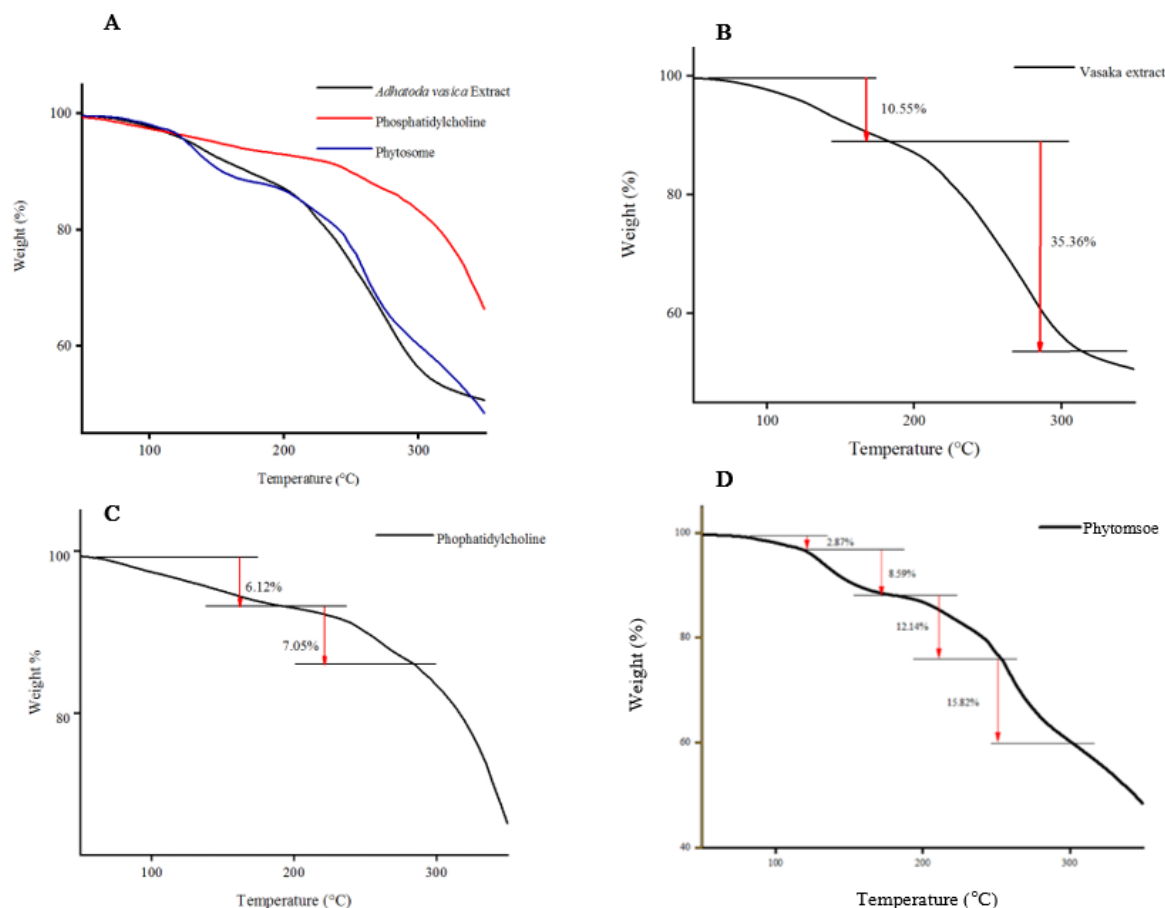 A
Adhatoda vasica Extract
Phosphatidylcholine
Phytosome
100
80
60
Weight (%)
100
200
300
Temperature (°C)
B
Vasaka extract
100
80
60
Weight (%)
10.55%
35.36%
100
200
300
Temperature (°C)
C
Phophatidylcholine
100
80
Weight %
6.12%
7.05%
100
200
300
Temperature (°C)
D
Phytomsoe
100
80
60
40
Weight (%)
2.87%
8.59%
12.14%
15.82%
100
200
300
Temperature (°C)